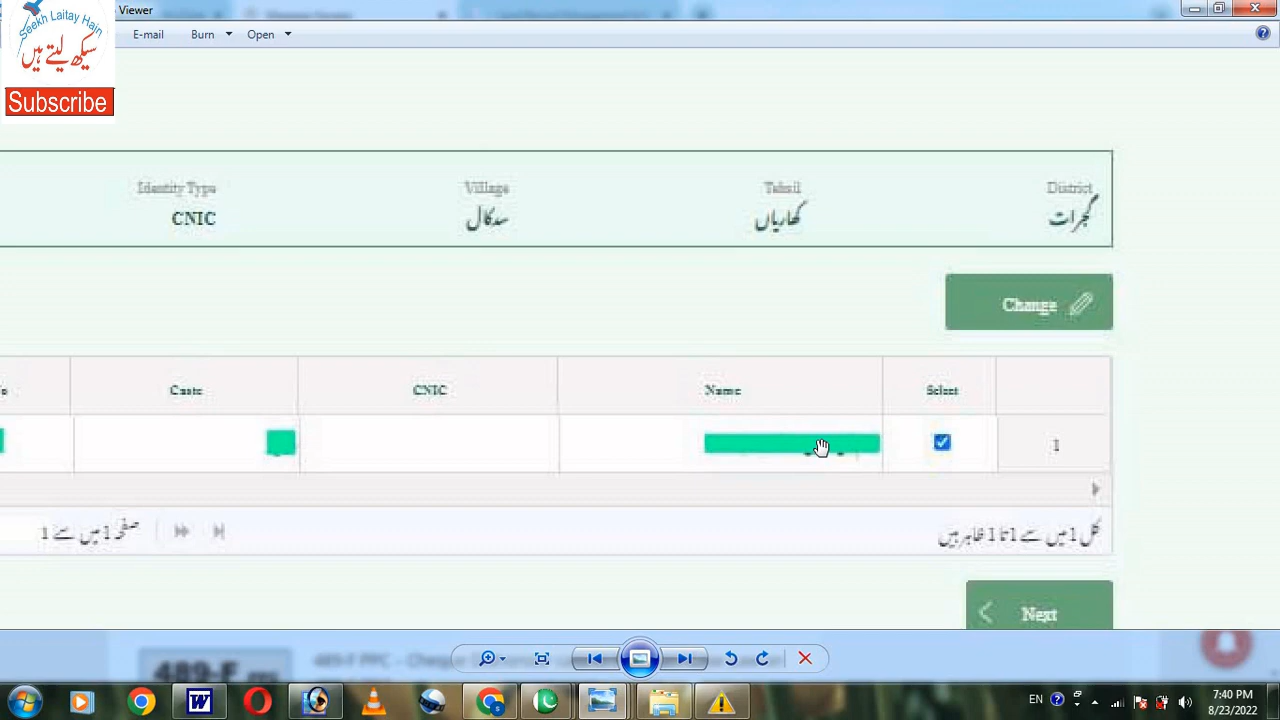 Viewer
Seekh Laitay Hain
سیکھ لیتے ہیں
Subscribe
E-mail Burn Open
Identity Type Village Tehsil District
CNIC سدکال کھاریاں گجرات
Change
Caste CNIC Name Select
1
صفحہ 1 میں سے 1
کل 1 میں سے 1 تا 1 ظاہر ہیں
Next
489-F
EN 7:40 PM
8/23/2022